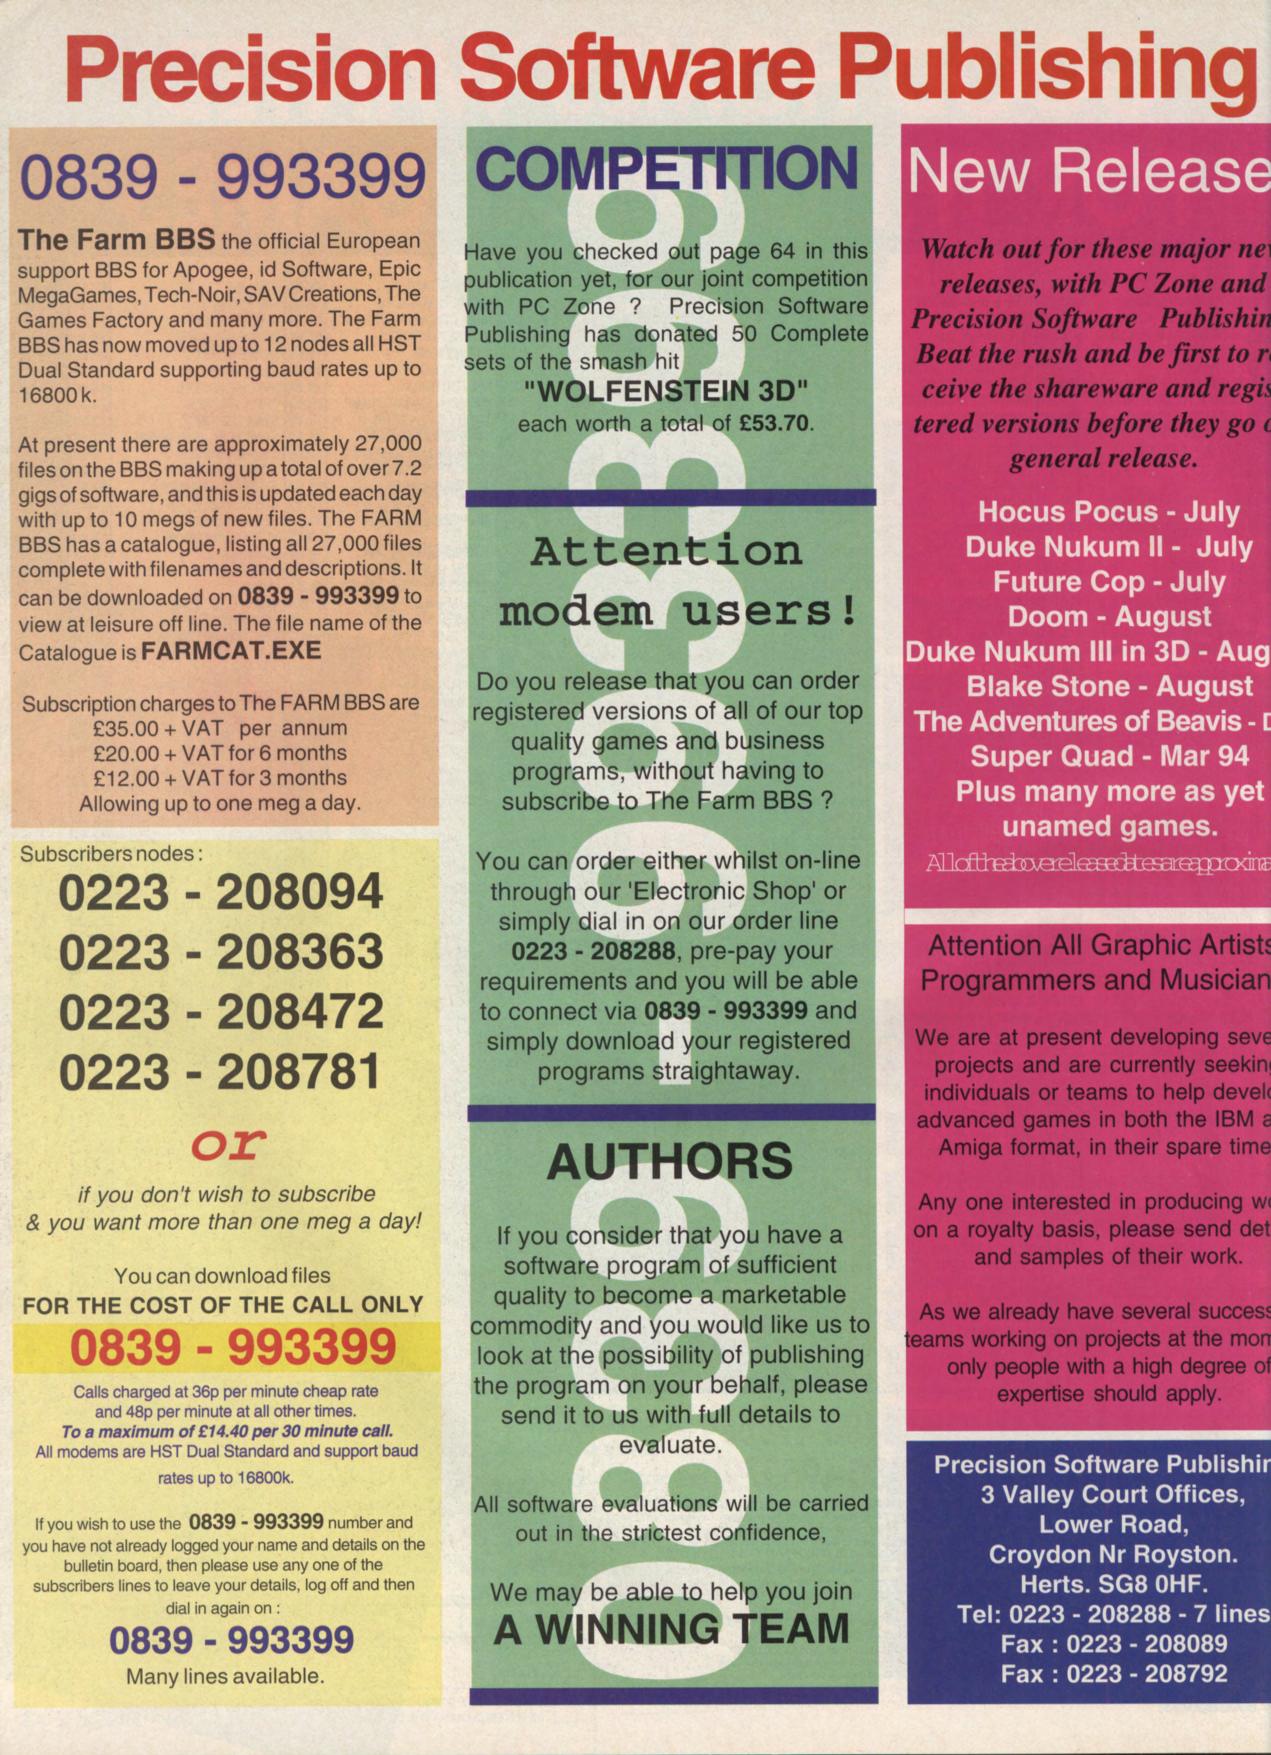 Precision Software Publishing
0839 - 993399
The Farm BBS the official European
support BBS for Apogee, id Software, Epic
MegaGames, Tech-Noir, SAV Creations, The
Games Factory and many more. The Farm
BBS has now moved up to 12 nodes all HST
Dual Standard supporting baud rates up to
16800 k.
At present there are approximately 27,000
files on the BBS making up a total of over 7.2
gigs of software, and this is updated each day
with up to 10 megs of new files. The FARM
BBS has a catalogue, listing all 27,000 files
complete with filenames and descriptions. It
can be downloaded on 0839 - 993399 to
view at leisure off line. The file name of the
Catalogue is FARMCAT.EXE
Subscription charges to The FARM BBS are
£35.00 + VAT per annum
£20.00 + VAT for 6 months
£12.00 + VAT for 3 months
Allowing up to one meg a day.
Subscribers nodes :
0223 - 208094
0223 - 208363
0223 - 208472
0223 - 208781
or
if you don't wish to subscribe
& you want more than one meg a day!
You can download files
FOR THE COST OF THE CALL ONLY
0839 - 993399
Calls charged at 36p per minute cheap rate
and 48p per minute at all other times.
To a maximum of £14.40 per 30 minute call.
All modems are HST Dual Standard and support baud
rates up to 16800k.
If you wish to use the 0839 - 993399 number and
you have not already logged your name and details on the
bulletin board, then please use any one of the
subscribers lines to leave your details, log off and then
dial in again on :
0839 - 993399
Many lines available.
0839 - 993399
COMPETITION
Have you checked out page 64 in this
publication yet, for our joint competition
with PC Zone ? Precision Software
Publishing has donated 50 Complete
sets of the smash hit
"WOLFENSTEIN 3D"
each worth a total of £53.70.
Attention
modem users!
Do you release that you can order
registered versions of all of our top
quality games and business
programs, without having to
subscribe to The Farm BBS ?
You can order either whilst on-line
through our 'Electronic Shop' or
simply dial in on our order line
0223 - 208288, pre-pay your
requirements and you will be able
to connect via 0839 - 993399 and
simply download your registered
programs straightaway.
AUTHORS
If you consider that you have a
software program of sufficient
quality to become a marketable
commodity and you would like us to
look at the possibility of publishing
the program on your behalf, please
send it to us with full details to
evaluate.
All software evaluations will be carried
out in the strictest confidence,
We may be able to help you join
A WINNING TEAM
New Release
Watch out for these major ne
releases, with PC Zone and
Precision Software Publishin
Beat the rush and be first to r
ceive the shareware and regis
tered versions before they go o
general release.
Hocus Pocus - July
Duke Nukum II - July
Future Cop - July
Doom - August
Duke Nukum III in 3D - Aug
Blake Stone - August
The Adventures of Beavis - D
Super Quad - Mar 94
Plus many more as yet
unamed games.
All of the above release dates are approxima
Attention All Graphic Artists
Programmers and Musician
We are at present developing seve
projects and are currently seeking
individuals or teams to help develo
advanced games in both the IBM a
Amiga format, in their spare time
Any one interested in producing wo
on a royalty basis, please send det
and samples of their work.
As we already have several success
teams working on projects at the mom
only people with a high degree of
expertise should apply.
Precision Software Publishin
3 Valley Court Offices,
Lower Road,
Croydon Nr Royston.
Herts. SG8 0HF.
Tel: 0223 - 208288 - 7 lines
Fax : 0223 - 208089
Fax : 0223 - 208792